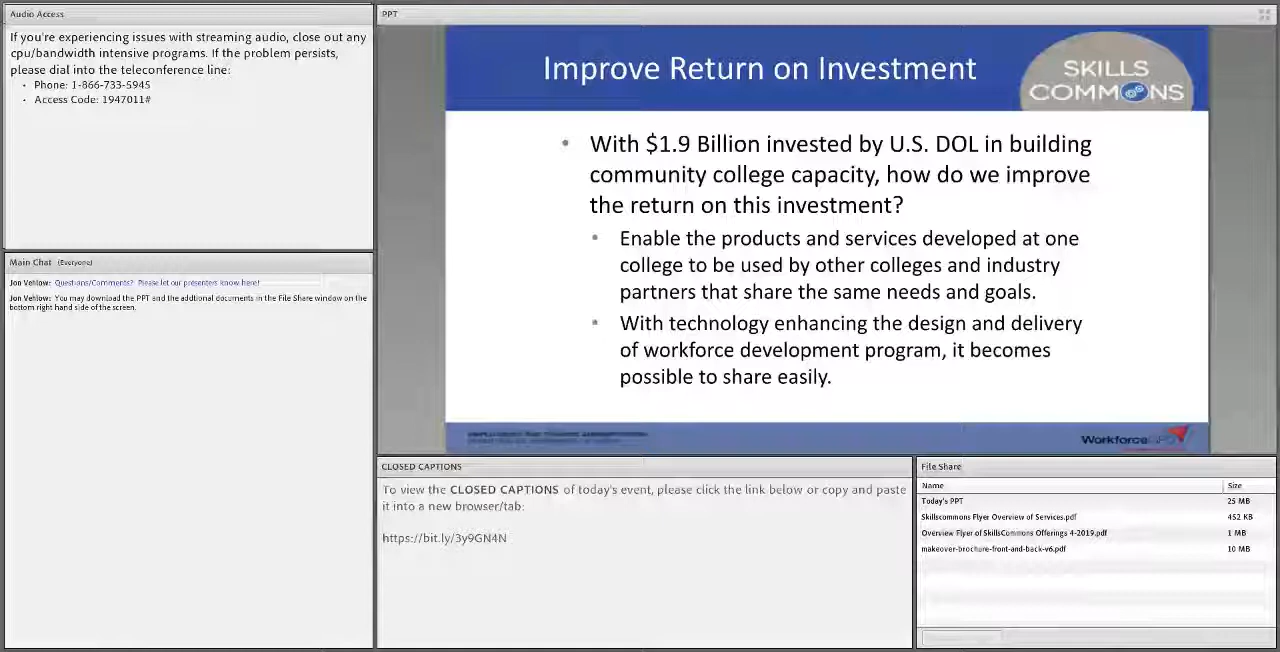 Audio Access
If you're experiencing issues with streaming audio, close out any
cpu/bandwidth intensive programs. If the problem persists,
please dial into the teleconference line:
• Phone: 1-866-733-5945
• Access Code: 1947011#
Main Chat (Everyone)
Jon Vehlow: Questions/Comments? Please let our presenters know here!
Jon Vehlow: You may download the PPT and the addtional documents in the File Share window on the
bottom right hand side of the screen.
PPT
Improve Return on Investment
SKILLS
COMMONS
• With $1.9 Billion invested by U.S. DOL in building
community college capacity, how do we improve
the return on this investment?
• Enable the products and services developed at one
college to be used by other colleges and industry
partners that share the same needs and goals.
• With technology enhancing the design and delivery
of workforce development program, it becomes
possible to share easily.
WorkforceGPS
CLOSED CAPTIONS
To view the CLOSED CAPTIONS of today's event, please click the link below or copy and paste
it into a new browser/tab:
https://bit.ly/3y9GN4N
File Share
Name Size
Today's PPT 25 MB
Skillscommons Flyer Overview of Services.pdf 452 KB
Overview Flyer of SkillsCommons Offerings 4-2019.pdf 1 MB
makeover-brochure-front-and-back-v6.pdf 10 MB